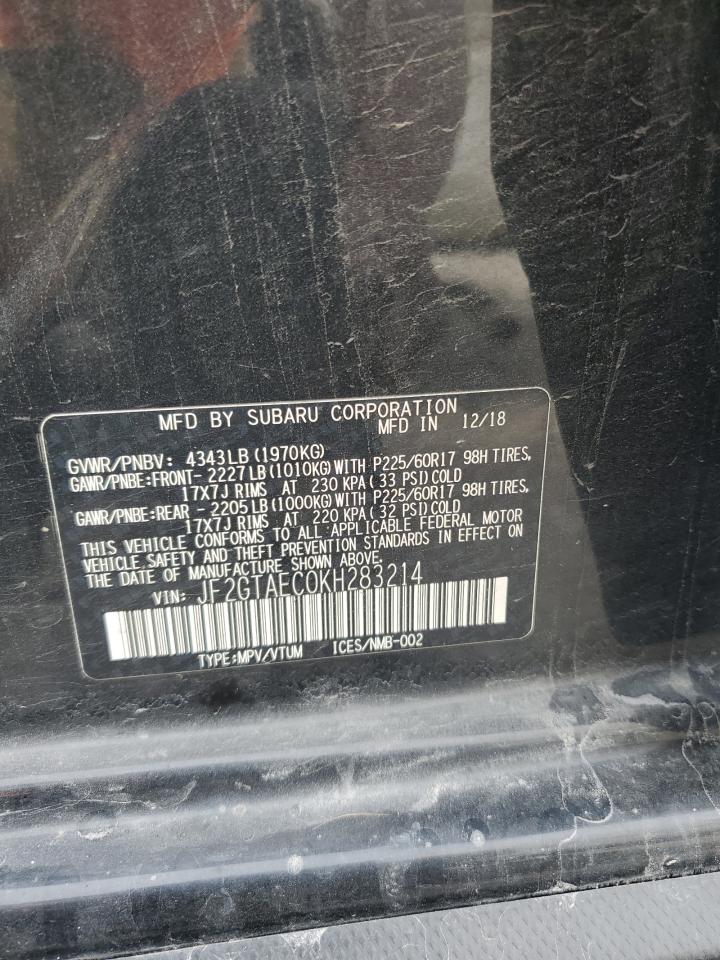 MFD BY SUBARU CORPORATION
MFD IN 12/18
GVWR/PNBV: 4343LB(1970KG)
GAWR/PNBE:FRONT- 2227LB(1010KG)WITH P225/60R17 98H TIRES,
17X7J RIMS AT 230 KPA( 33 PSI)COLD
GAWR/PNBE:REAR - 2205LB(1000KG)WITH P225/60R17 98H TIRES,
17X7J RIMS AT 220 KPA( 32 PSI)COLD
THIS VEHICLE CONFORMS TO ALL APPLICABLE FEDERAL MOTOR
VEHICLE SAFETY AND THEFT PREVENTION STANDARDS IN EFFECT ON
THE DATE OF MANUFACTURE SHOWN ABOVE.
VIN: JF2GTAEC0KH283214
TYPE:MPV/VTUM ICES/NMB-002